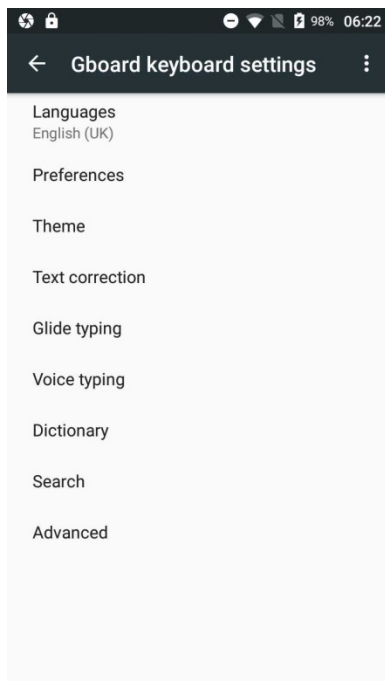 98% 06:22
Gboard keyboard settings
Languages
English (UK)
Preferences
Theme
Text correction
Glide typing
Voice typing
Dictionary
Search
Advanced